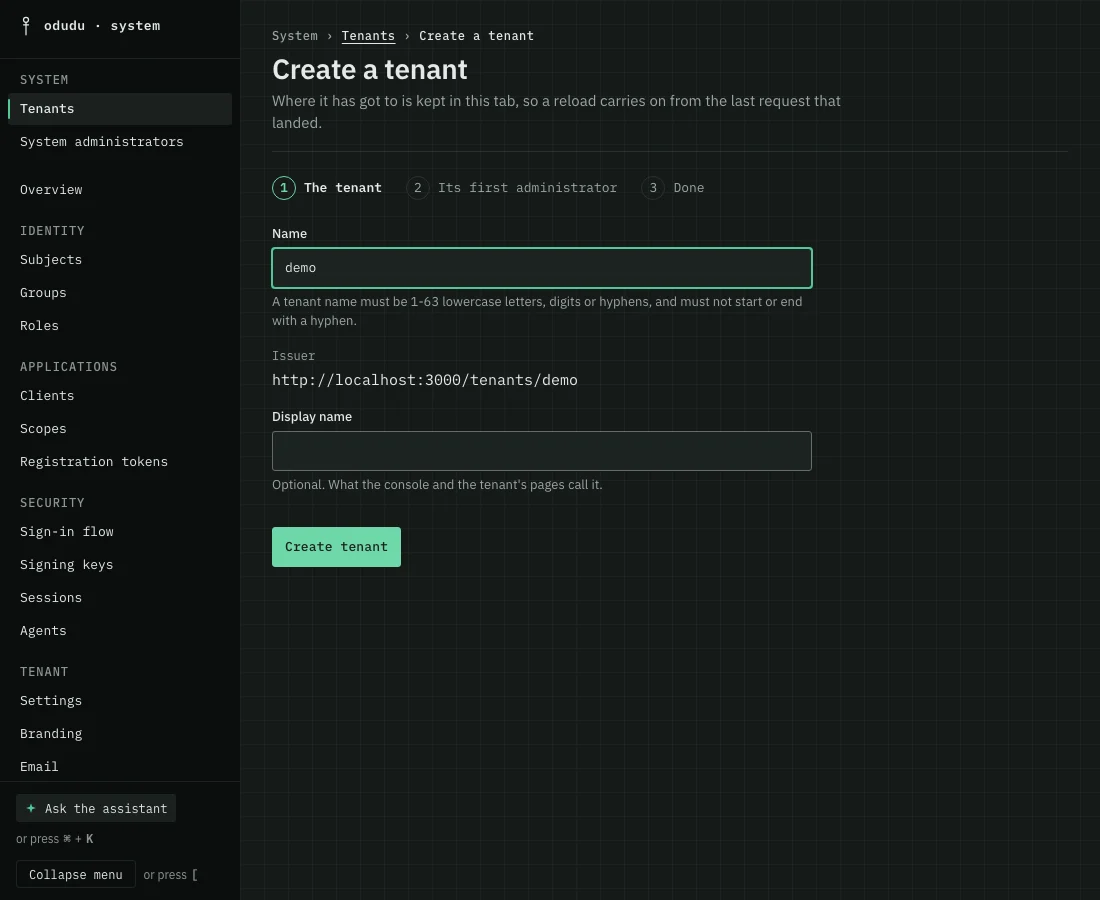 odudu · system
SYSTEM
Tenants
System administrators
Overview
IDENTITY
Subjects
Groups
Roles
APPLICATIONS
Clients
Scopes
Registration tokens
SECURITY
Sign-in flow
Signing keys
Sessions
Agents
TENANT
Settings
Branding
Email
Ask the assistant
or press ⌘ + K
Collapse menu or press [
System › Tenants › Create a tenant
Create a tenant
Where it has got to is kept in this tab, so a reload carries on from the last request that
landed.
1 The tenant 2 Its first administrator 3 Done
Name
demo
A tenant name must be 1-63 lowercase letters, digits or hyphens, and must not start or end
with a hyphen.
Issuer
http://localhost:3000/tenants/demo
Display name
Optional. What the console and the tenant's pages call it.
Create tenant